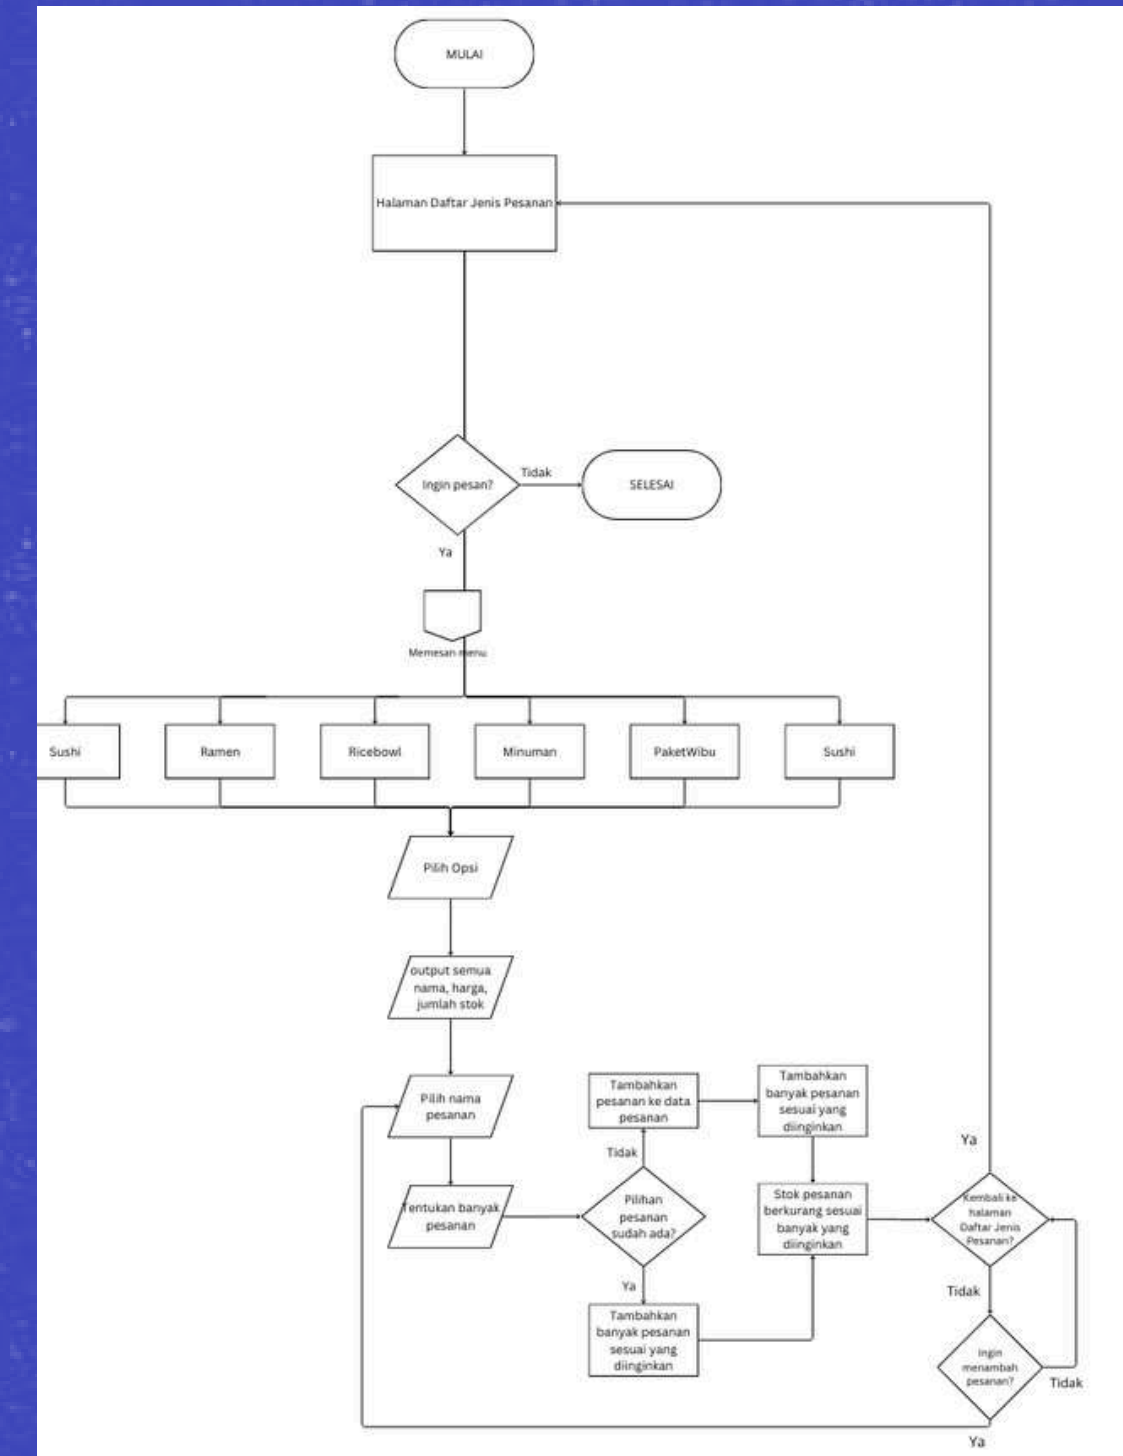 MULAI
Halaman Daftar Jenis Pesanan
Ingin pesan?
Tidak
SELESAI
Ya
Memesan menu
Sushi
Ramen
Ricebowl
Minuman
PaketWibu
Sushi
Pilih Opsi
output semua
nama, harga,
jumlah stok
Pilih nama
pesanan
Tentukan banyak
pesanan
Pilihan
pesanan
sudah ada?
Tidak
Tambahkan
pesanan ke data
pesanan
Tambahkan
banyak pesanan
sesuai yang
diinginkan
Ya
Tambahkan
banyak pesanan
sesuai yang
diinginkan
Stok pesanan
berkurang sesuai
banyak yang
diinginkan
Kembali ke
halaman
Daftar Jenis
Pesanan?
Ya
Tidak
Ingin
menambah
pesanan?
Tidak
Ya